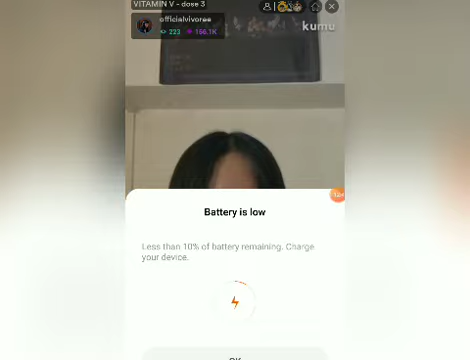 VITAMIN V - dose 3
officialvivoree
223 156.1K
kumu
Battery is low
Less than 10% of battery remaining. Charge
your device.
OK